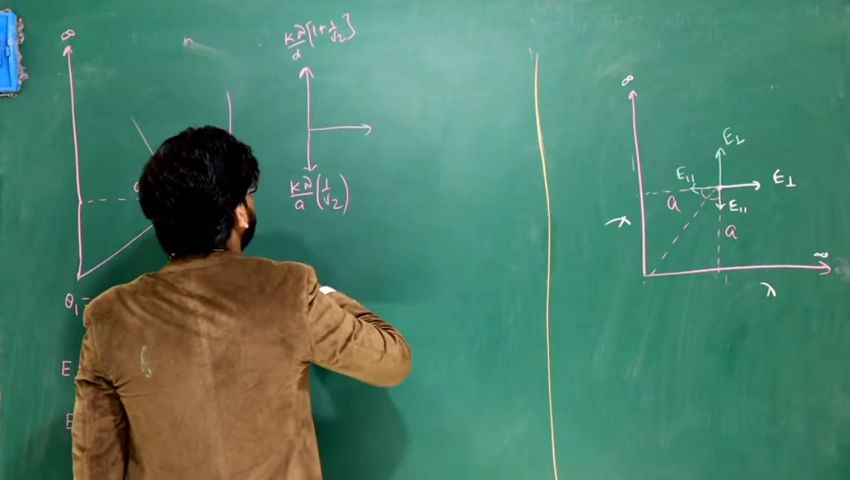 ∞
n
Kλ/d [1+1/√2]
Kλ/a (1/√2)
θ₁ =
E
E
∞
E⊥
E||
E⊥
a
E||
a
λ
∞
λ